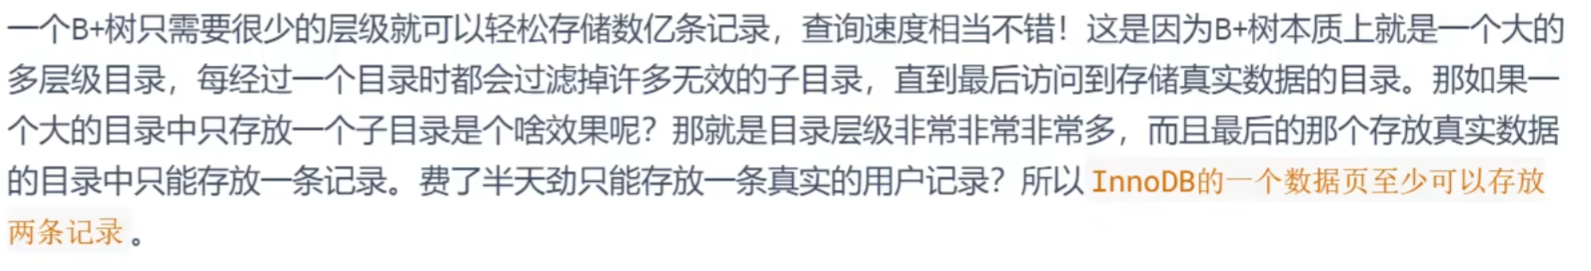 一个B+树只需要很少的层级就可以轻松存储数亿条记录，查询速度相当不错！这是因为B+树本质上就是一个大的
多层级目录，每经过一个目录时都会过滤掉许多无效的子目录，直到最后访问到存储真实数据的目录。那如果一
个大的目录中只存放一个子目录是个啥效果呢？那就是目录层级非常非常非常多，而且最后的那个存放真实数据
的目录中只能存放一条记录。费了半天劲只能存放一条真实的用户记录？所以 InnoDB的一个数据页至少可以存放
两条记录 。